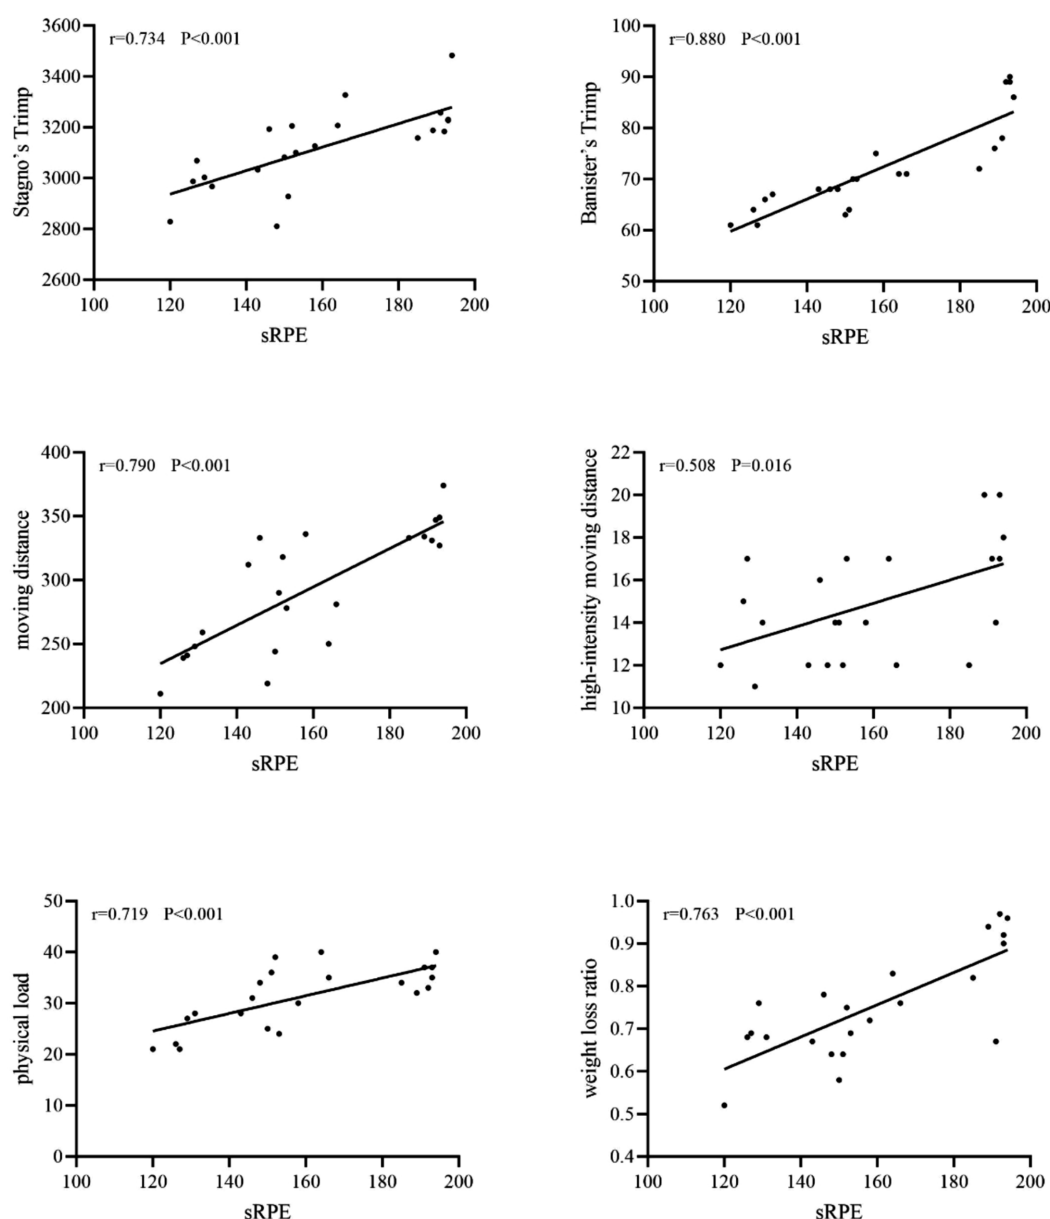 r=0.734 P<0.001
Stagno's Trimp
3600
3400
3200
3000
2800
2600
100 120 140 160 180 200
sRPE
r=0.880 P<0.001
Banister's Trimp
100
90
80
70
60
50
100 120 140 160 180 200
sRPE
r=0.790 P<0.001
moving distance
400
350
300
250
200
100 120 140 160 180 200
sRPE
r=0.508 P=0.016
high-intensity moving distance
22
20
18
16
14
12
10
100 120 140 160 180 200
sRPE
r=0.719 P<0.001
physical load
50
40
30
20
10
0
100 120 140 160 180 200
sRPE
r=0.763 P<0.001
weight loss ratio
1.0
0.9
0.8
0.7
0.6
0.5
0.4
100 120 140 160 180 200
sRPE